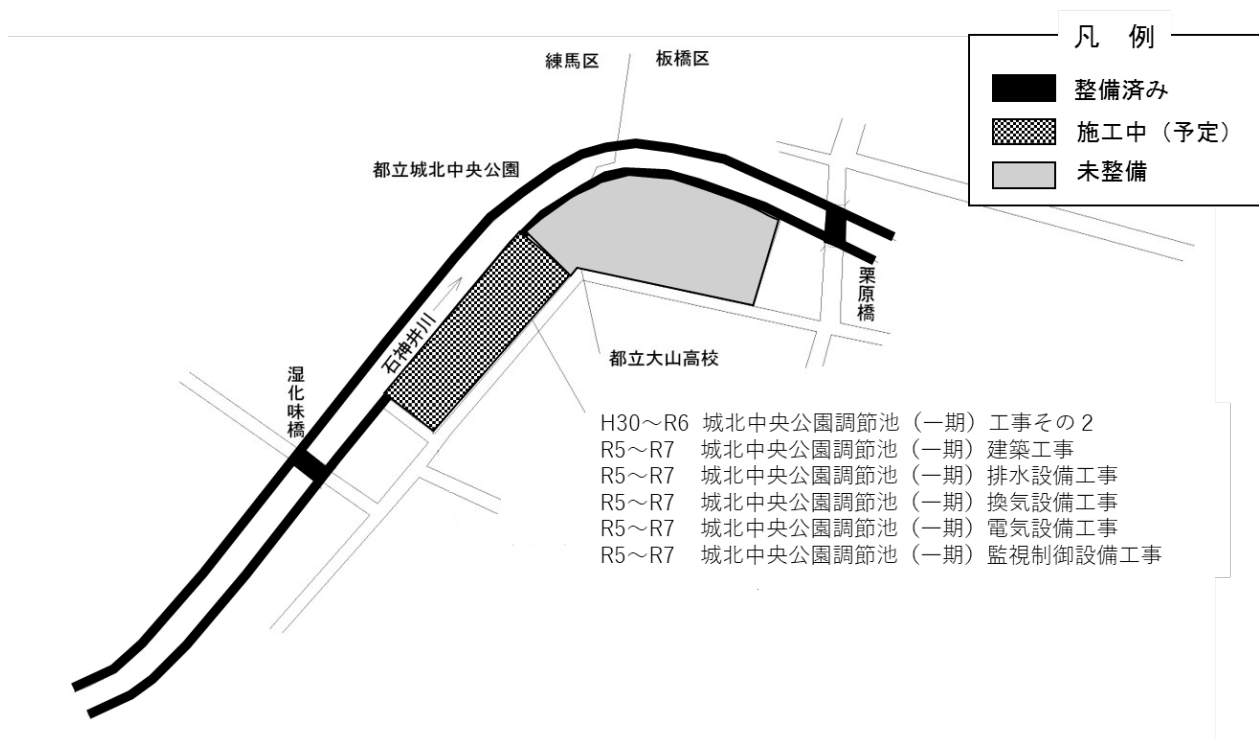 凡 例
整備済み
施工中（予定）
未整備
練馬区
板橋区
都立城北中央公園
石神井川
栗原橋
都立大山高校
湿化味橋
H30～R6 城北中央公園調節池（一期）工事その２
R5～R7 城北中央公園調節池（一期）建築工事
R5～R7 城北中央公園調節池（一期）排水設備工事
R5～R7 城北中央公園調節池（一期）換気設備工事
R5～R7 城北中央公園調節池（一期）電気設備工事
R5～R7 城北中央公園調節池（一期）監視制御設備工事